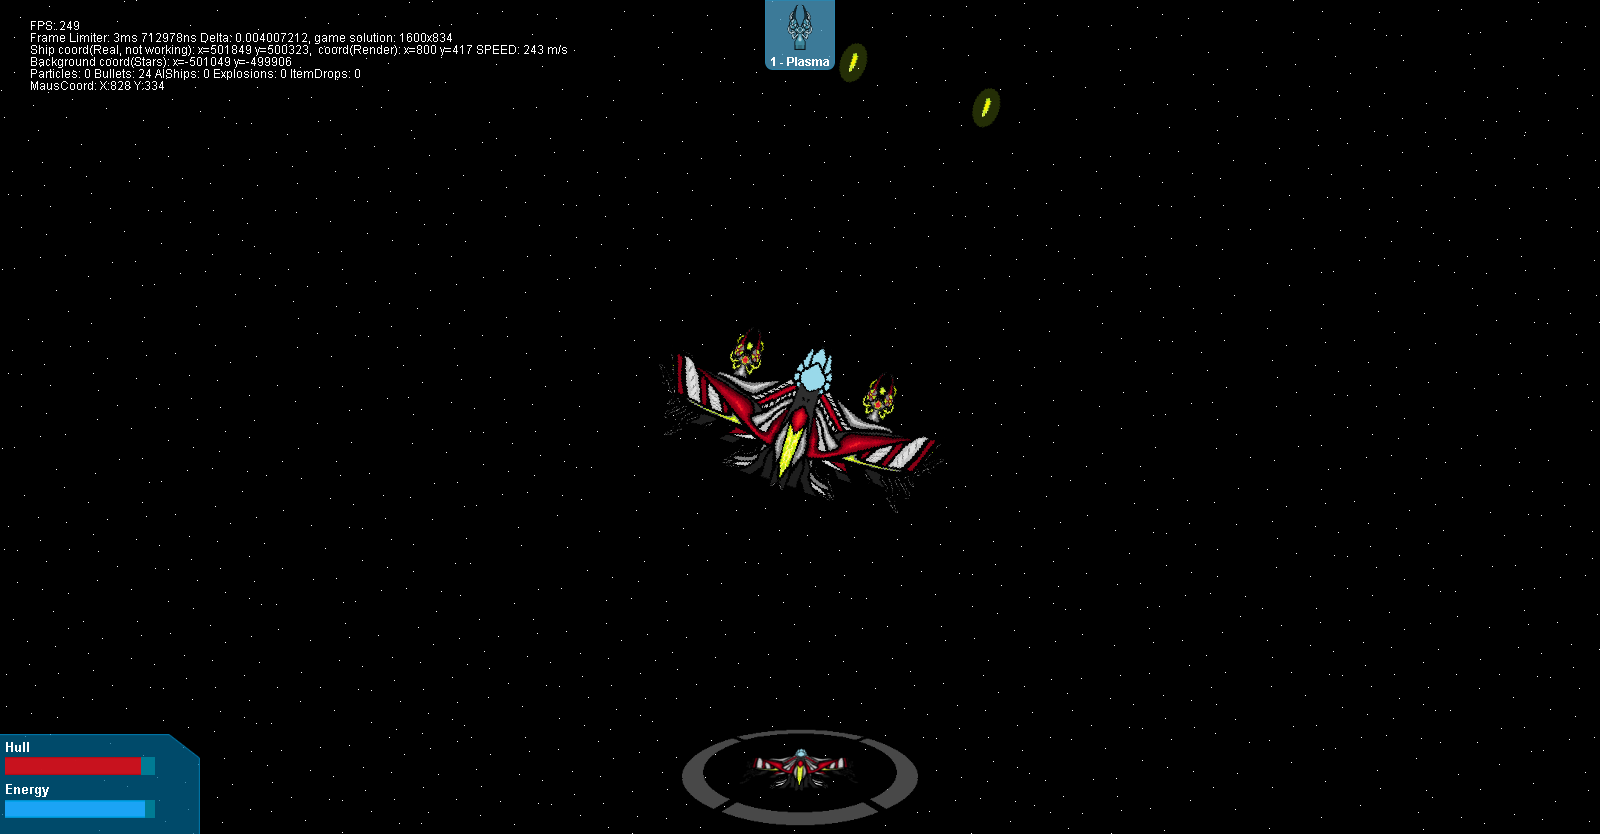 FPS: 249
Frame Limiter: 3ms 712978ns Delta: 0.004007212, game solution: 1600x834
Ship coord(Real, not working): x=501849 y=500323,  coord(Render): x=800 y=417 SPEED: 243 m/s
Background coord(Stars): x=-501049 y=-499906
Particles: 0 Bullets: 24 AIShips: 0 Explosions: 0 ItemDrops: 0
MausCoord: X:828 Y:334
1 - Plasma
Hull
Energy